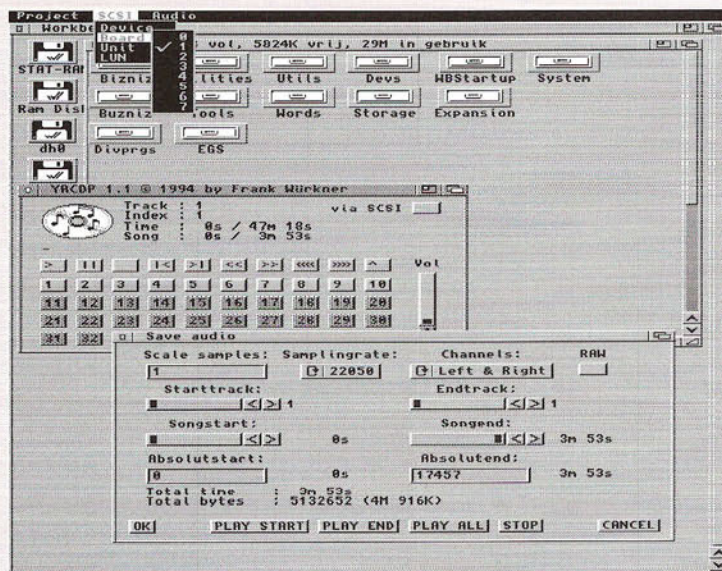 Project SCSI Audio
Workbe
Device
Board
Unit
LUN
0
1
2
3
4
5
6
7
vol, 5824K vrij, 29M in gebruik
STAT-RAM
Ram Disk
dh0
Bizniz Utils Devs WBStartup System
Buzniz Tools Words Storage Expansion
Divprgs EGS
YRCDP 1.1 © 1994 by Frank Würkner
Track : 1
Index : 1
Time : 0s / 47m 18s
Song : 0s / 3m 53s
via SCSI
> || |< >| << >> <<<< >>>> ^ Vol
1 2 3 4 5 6 7 8 9 10
11 12 13 14 15 16 17 18 19 20
21 22 23 24 25 26 27 28 29 30
31 32
Save audio
Scale samples: Samplingrate: Channels: RAW
1 22050 Left & Right
Starttrack: Endtrack:
< > 1 < > 1
Songstart: Songend:
< > 0s < > 3m 53s
Absolutstart: Absolutend:
0 0s 17457 3m 53s
Total time : 3m 53s
Total bytes : 5132652 (4M 916K)
OK PLAY START PLAY END PLAY ALL STOP CANCEL